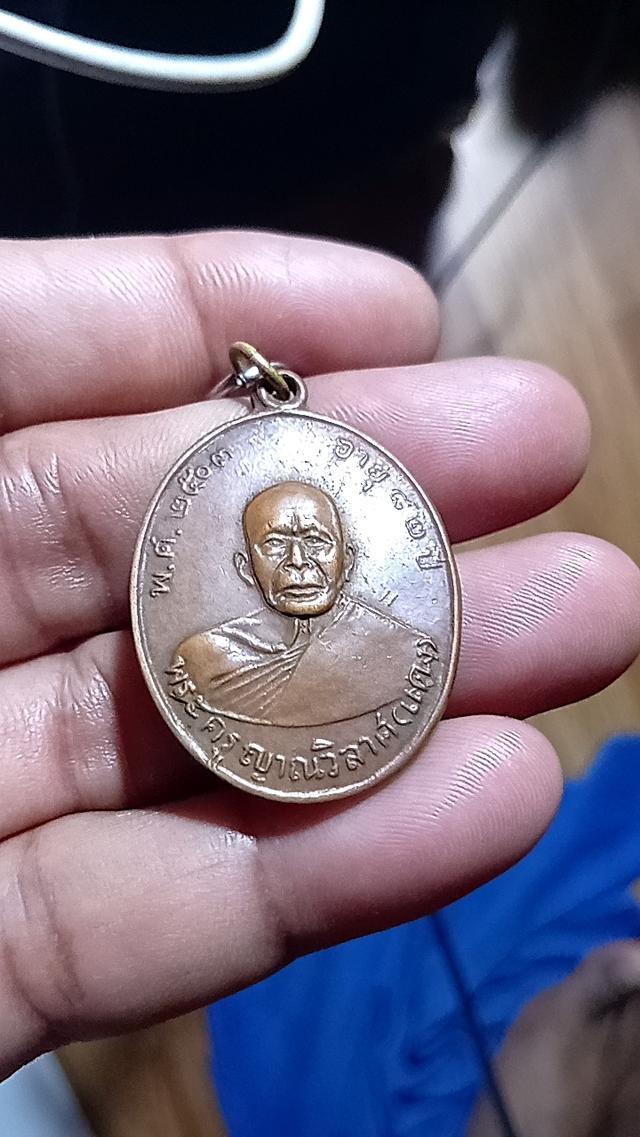 พ.ศ. ๒๕๐๓
อายุ ๘๒ ปี
พระครูญาณวิลาศ (แดง)